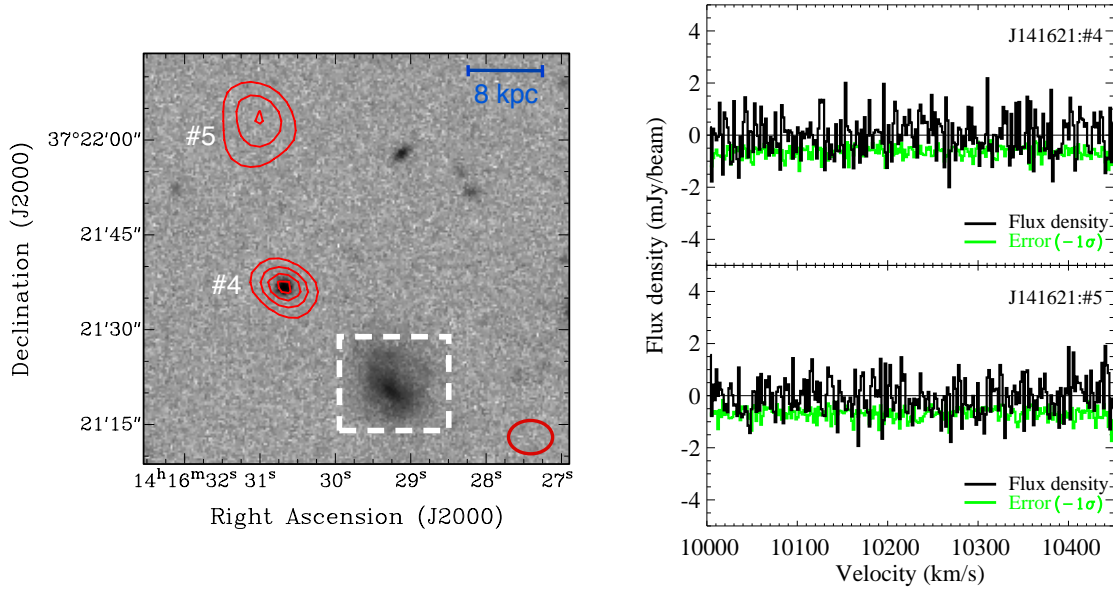 8 kpc
#5
#4
37°22′00″
21′45″
21′30″
21′15″
14ʰ16ᵐ32ˢ 31ˢ 30ˢ 29ˢ 28ˢ 27ˢ
Right Ascension (J2000)
Declination (J2000)
J141621:#4
4
2
0
-2
-4
Flux density
Error(-1σ)
J141621:#5
4
2
0
-2
-4
Flux density
Error(-1σ)
Flux density (mJy/beam)
10000 10100 10200 10300 10400
Velocity (km/s)